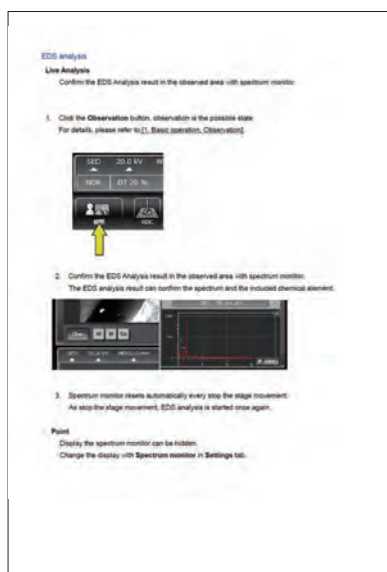 EDS analysis
Live Analysis
Confirm the EDS Analysis result in the observed area with spectrum monitor.
1. Click the Observation button, observation is the possible state.
For details, please refer to [1. Basic operation, Observation].
SED 20.0 kV W
NOR. DT 20 %
2. Confirm the EDS Analysis result in the observed area with spectrum monitor.
The EDS analysis result can confirm the spectrum and the included chemical element.
3. Spectrum monitor resets automatically every stop the stage movement.
As stop the stage movement, EDS analysis is started once again.
Point
Display the spectrum monitor can be hidden.
Change the display with Spectrum monitor in Settings tab.